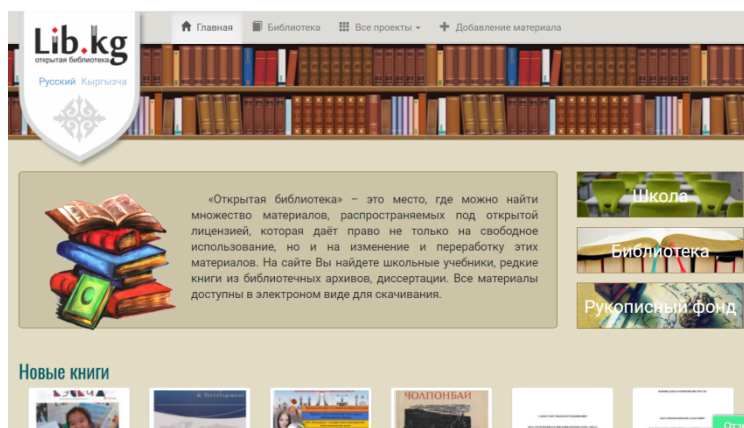 Главная Библиотека Все проекты Добавление материала
Lib.kg
открытая библиотека
Русский Кыргызча
«Открытая библиотека» – это место, где можно найти
множество материалов, распространяемых под открытой
лицензией, которая даёт право не только на свободное
использование, но и на изменение и переработку этих
материалов. На сайте Вы найдете школьные учебники, редкие
книги из библиотечных архивов, диссертации. Все материалы
доступны в электроном виде для скачивания.
Школа
Библиотека
Рукописный фонд
Новые книги
ЧОЛПОНБАЙ